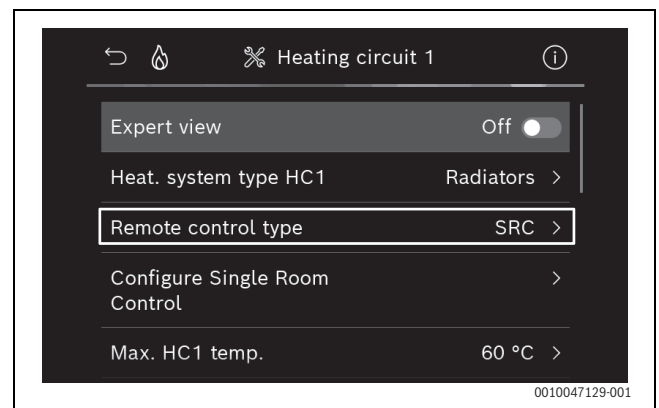 Heating circuit 1
Expert view Off
Heat. system type HC1 Radiators >
Remote control type SRC >
Configure Single Room >
Control
Max. HC1 temp. 60 °C >
0010047129-001